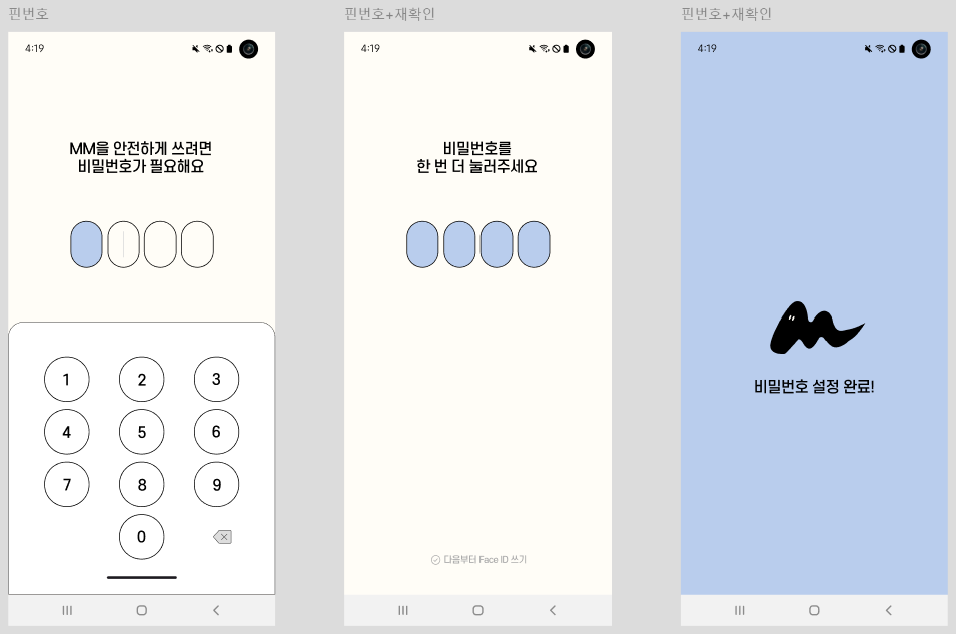 핀번호
4:19
MM을 안전하게 쓰려면
비밀번호가 필요해요
1 2 3
4 5 6
7 8 9
0
핀번호+재확인
4:19
비밀번호를
한 번 더 눌러주세요
다음부터 Face ID 쓰기
핀번호+재확인
4:19
비밀번호 설정 완료!